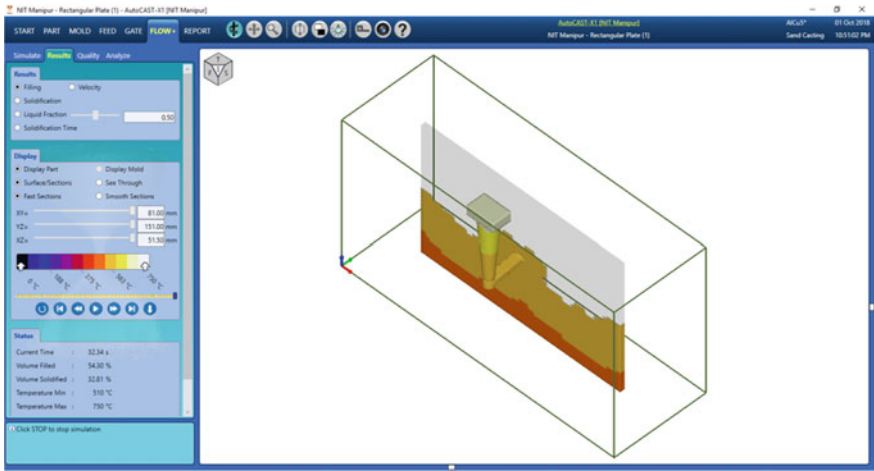 NIT Manipur - Rectangular Plate (1) - AutoCAST-X1 [NIT Manipur]
START PART MOLD FEED GATE FLOW+ REPORT
AutoCAST-X1 [NIT Manipur]
NIT Manipur - Rectangular Plate (1)
AlCu5*
Sand Casting
01 Oct 2018
10:51:02 PM
Simulate Results Quality Analyze
Results
Filling Velocity
Solidification
Liquid Fraction 0.50
Solidification Time
Display
Display Part Display Mold
Surface/Sections See Through
Fast Sections Smooth Sections
XY= 81.00 mm
YZ= 151.00 mm
XZ= 51.50 mm
0 °C 188 °C 375 °C 563 °C 750 °C
Status
Current Time : 32.34 s
Volume Filled : 54.30 %
Volume Solidified : 32.81 %
Temperature Min : 510 °C
Temperature Max : 750 °C
Click STOP to stop simulation